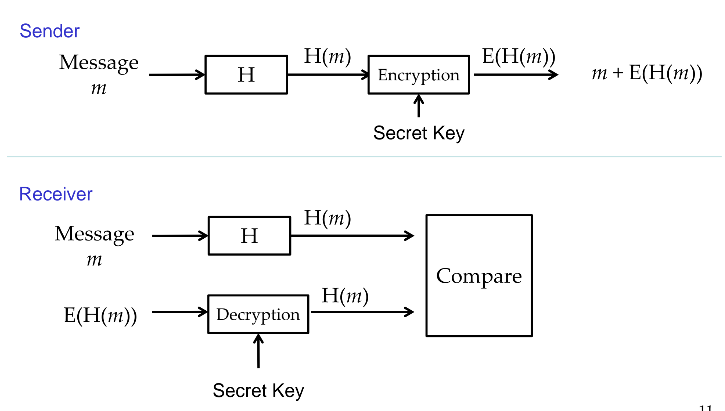 Sender
Message
m
H
H(m)
Encryption
E(H(m))
m + E(H(m))
Secret Key
Receiver
Message
m
H
H(m)
Compare
E(H(m))
Decryption
H(m)
Secret Key
11